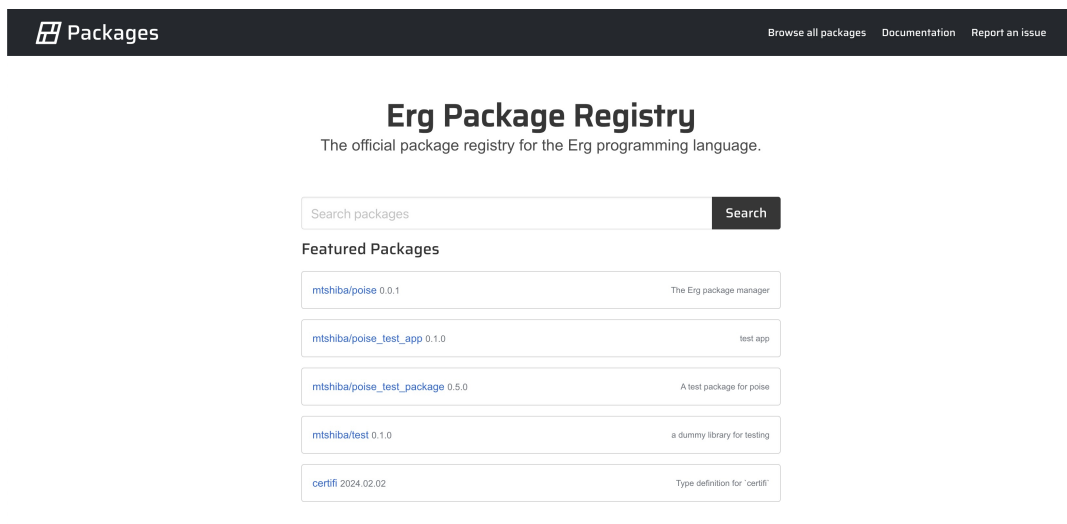 Packages
Browse all packages Documentation Report an issue
Erg Package Registry
The official package registry for the Erg programming language.
Search packages Search
Featured Packages
mtshiba/poise 0.0.1 The Erg package manager
mtshiba/poise_test_app 0.1.0 test app
mtshiba/poise_test_package 0.5.0 A test package for poise
mtshiba/test 0.1.0 a dummy library for testing
certifi 2024.02.02 Type definition for `certifi`